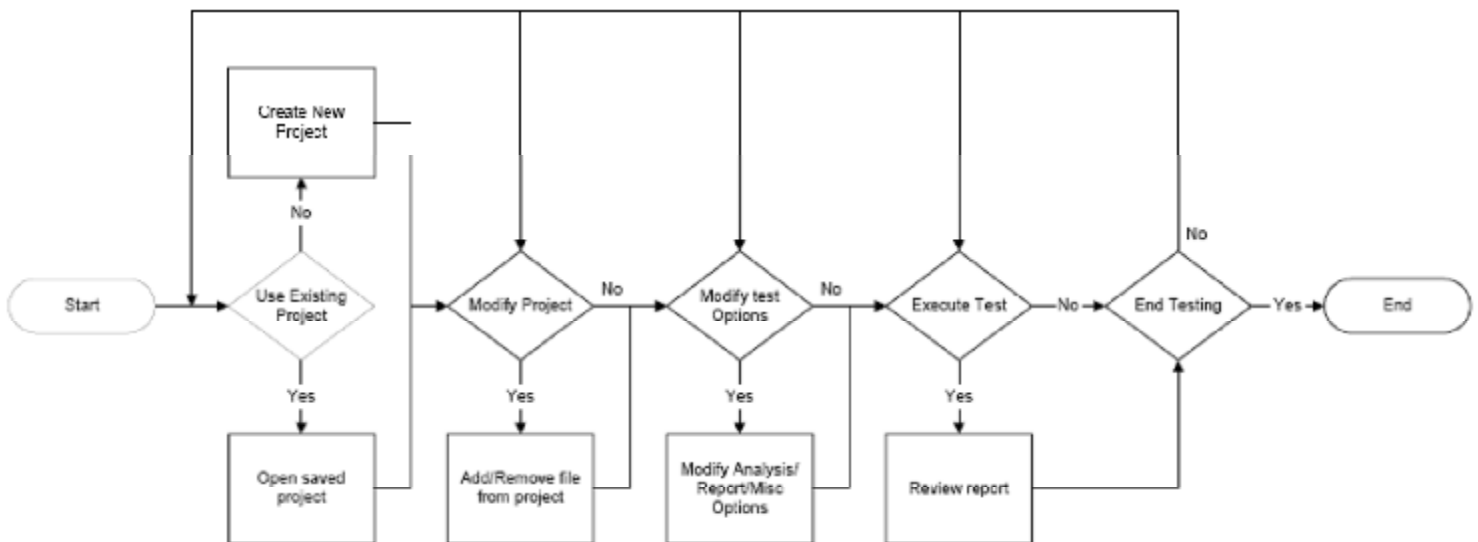 Create New
Project
No
No
Start
Use Existing
Project
Modify Project
No
Modify test
Options
No
Execute Test
No
End Testing
Yes
End
Yes
Yes
Yes
Yes
Open saved
project
Add/Remove file
from project
Modify Analysis/
Report/Misc
Options
Review report